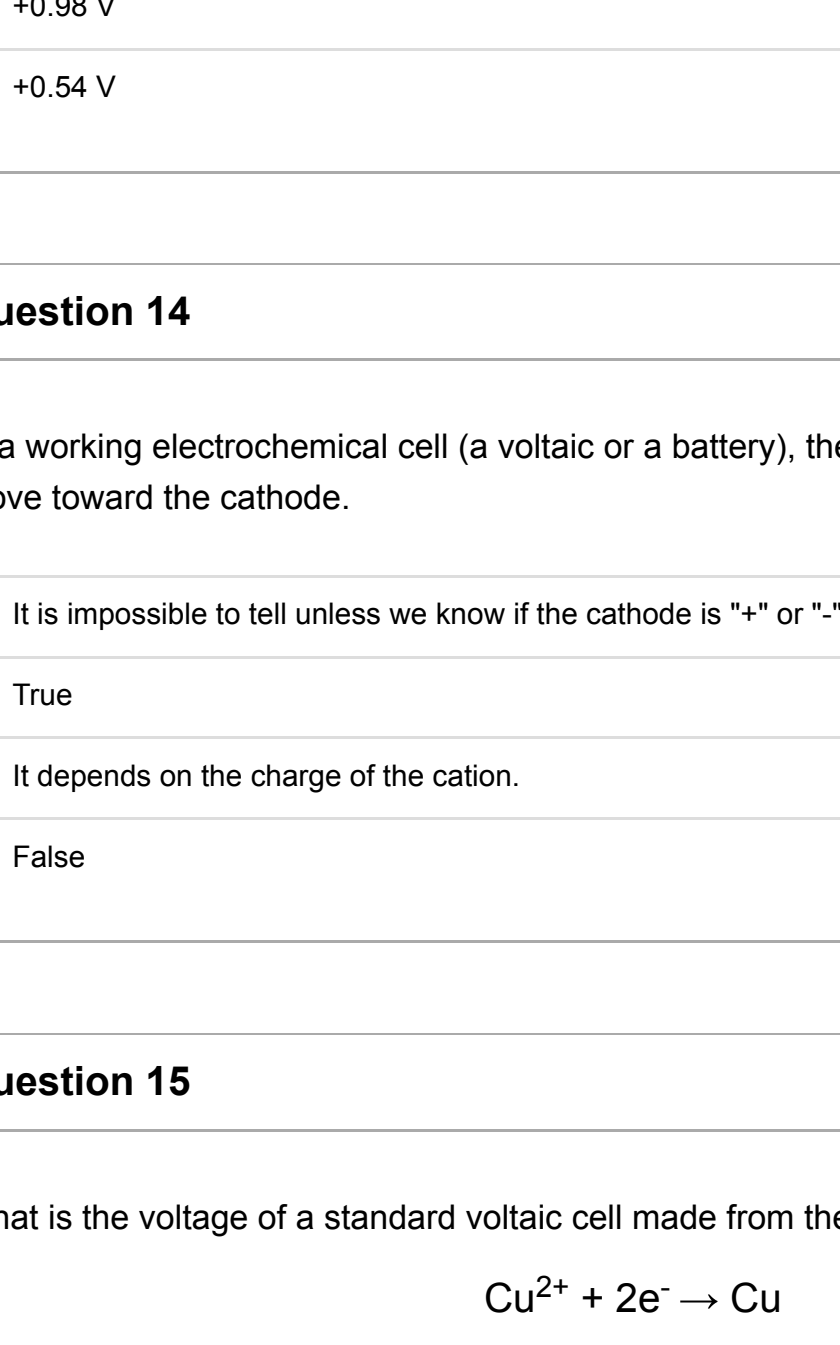 +0.98 V
+0.54 V
uestion 14
a working electrochemical cell (a voltaic or a battery), the
ove toward the cathode.
It is impossible to tell unless we know if the cathode is "+" or "-"
True
It depends on the charge of the cation.
False
uestion 15
hat is the voltage of a standard voltaic cell made from the
Cu²⁺ + 2e⁻ → Cu